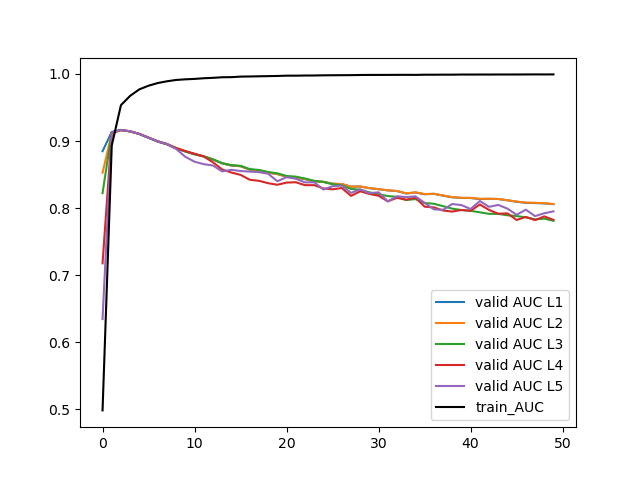 1.0
0.9
0.8
0.7
0.6
0.5
valid AUC L1
valid AUC L2
valid AUC L3
valid AUC L4
valid AUC L5
train_AUC
0 10 20 30 40 50